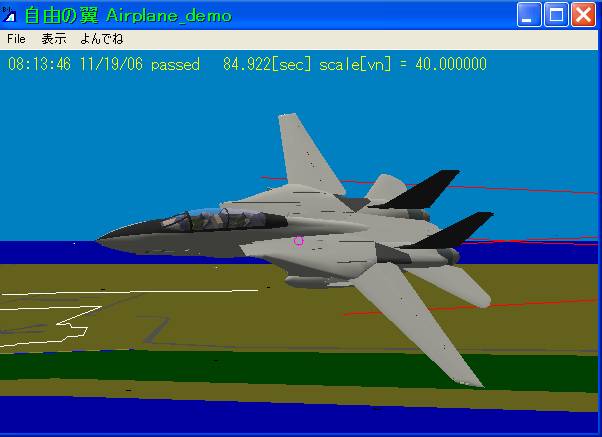 自由の翼 Airplane_demo
File 表示 よんでね
08:13:46 11/19/06 passed 84.922[sec] scale[vn] = 40.000000